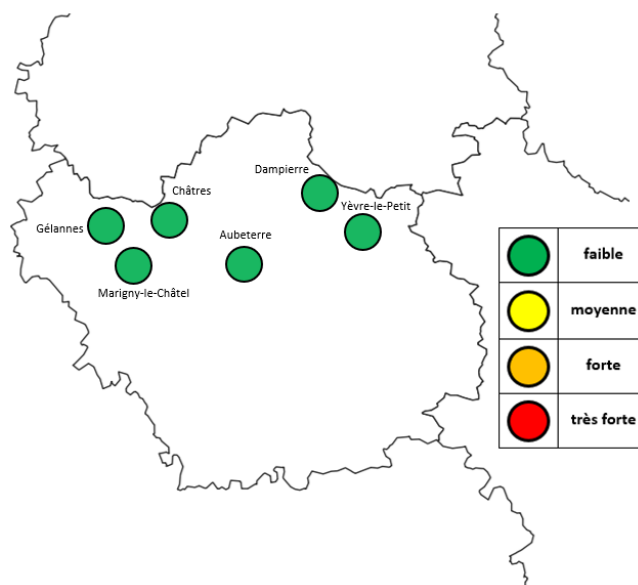 Dampierre
Châtres
Yèvre-le-Petit
Gélannes
Aubeterre
Marigny-le-Châtel
faible
moyenne
forte
très forte